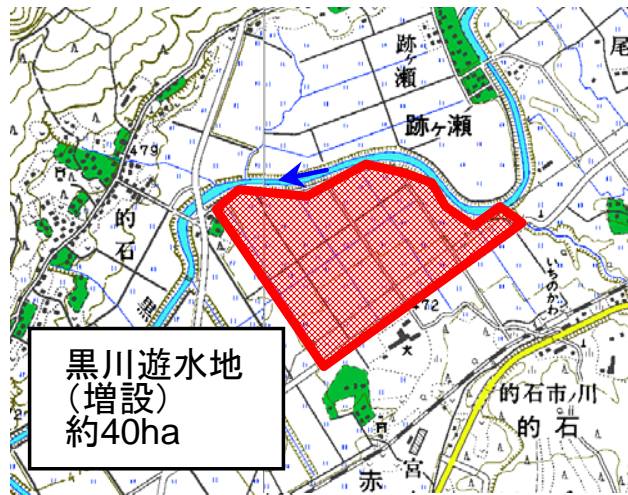 跡ヶ瀬
尾
跡ヶ瀬
479
的石
黒
472
いちのかわ
的石市ノ川
的石
赤
宮
黒川遊水地
(増設)
約40ha